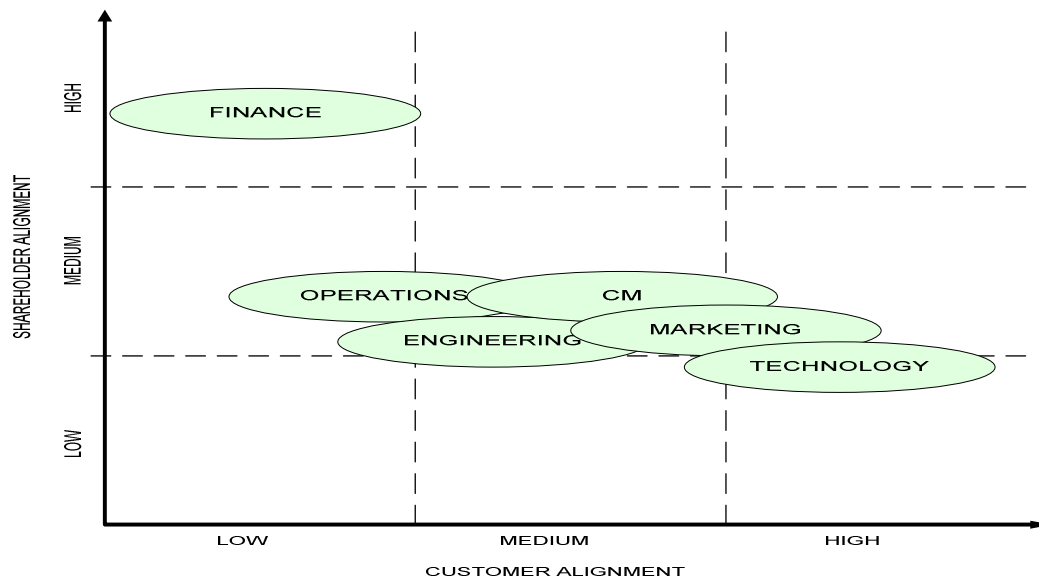 SHAREHOLDER ALIGNMENT
HIGH
MEDIUM
LOW
FINANCE
OPERATIONS
CM
MARKETING
ENGINEERING
TECHNOLOGY
LOW
MEDIUM
HIGH
CUSTOMER ALIGNMENT